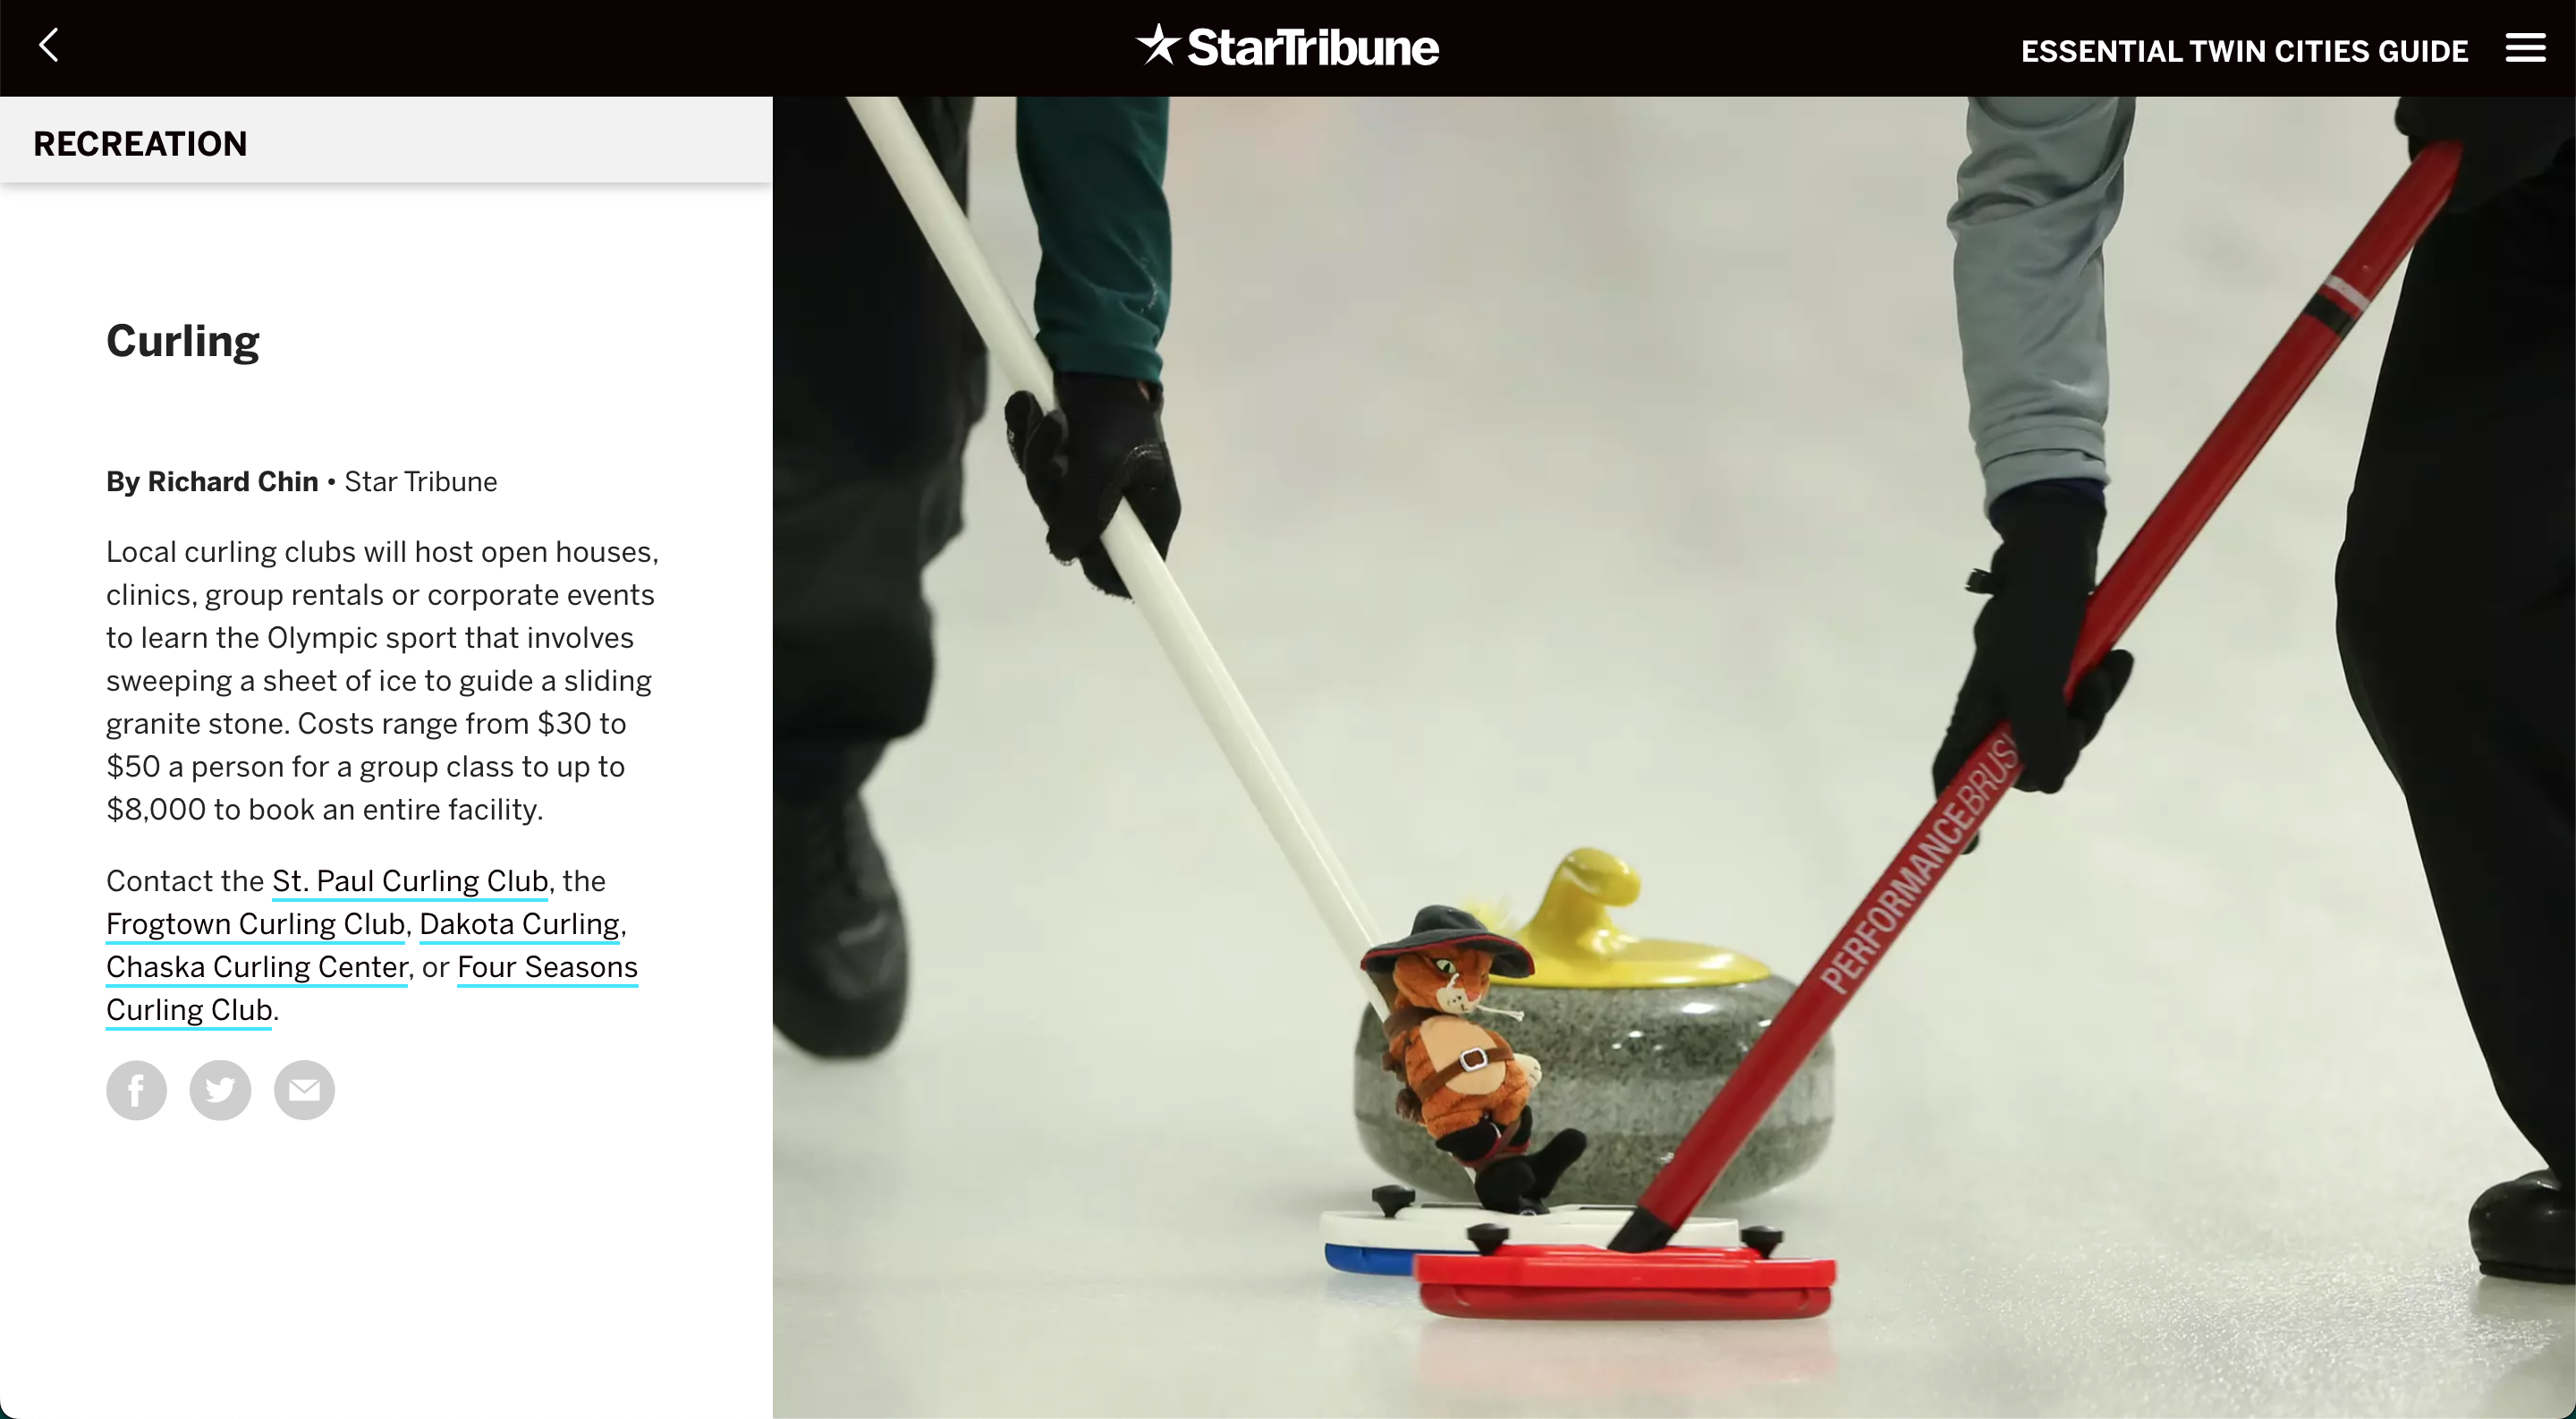 StarTribune
ESSENTIAL TWIN CITIES GUIDE
RECREATION
Curling
By Richard Chin • Star Tribune
Local curling clubs will host open houses,
clinics, group rentals or corporate events
to learn the Olympic sport that involves
sweeping a sheet of ice to guide a sliding
granite stone. Costs range from $30 to
$50 a person for a group class to up to
$8,000 to book an entire facility.
Contact the St. Paul Curling Club, the
Frogtown Curling Club, Dakota Curling,
Chaska Curling Center, or Four Seasons
Curling Club.
PERFORMANCEBRUS